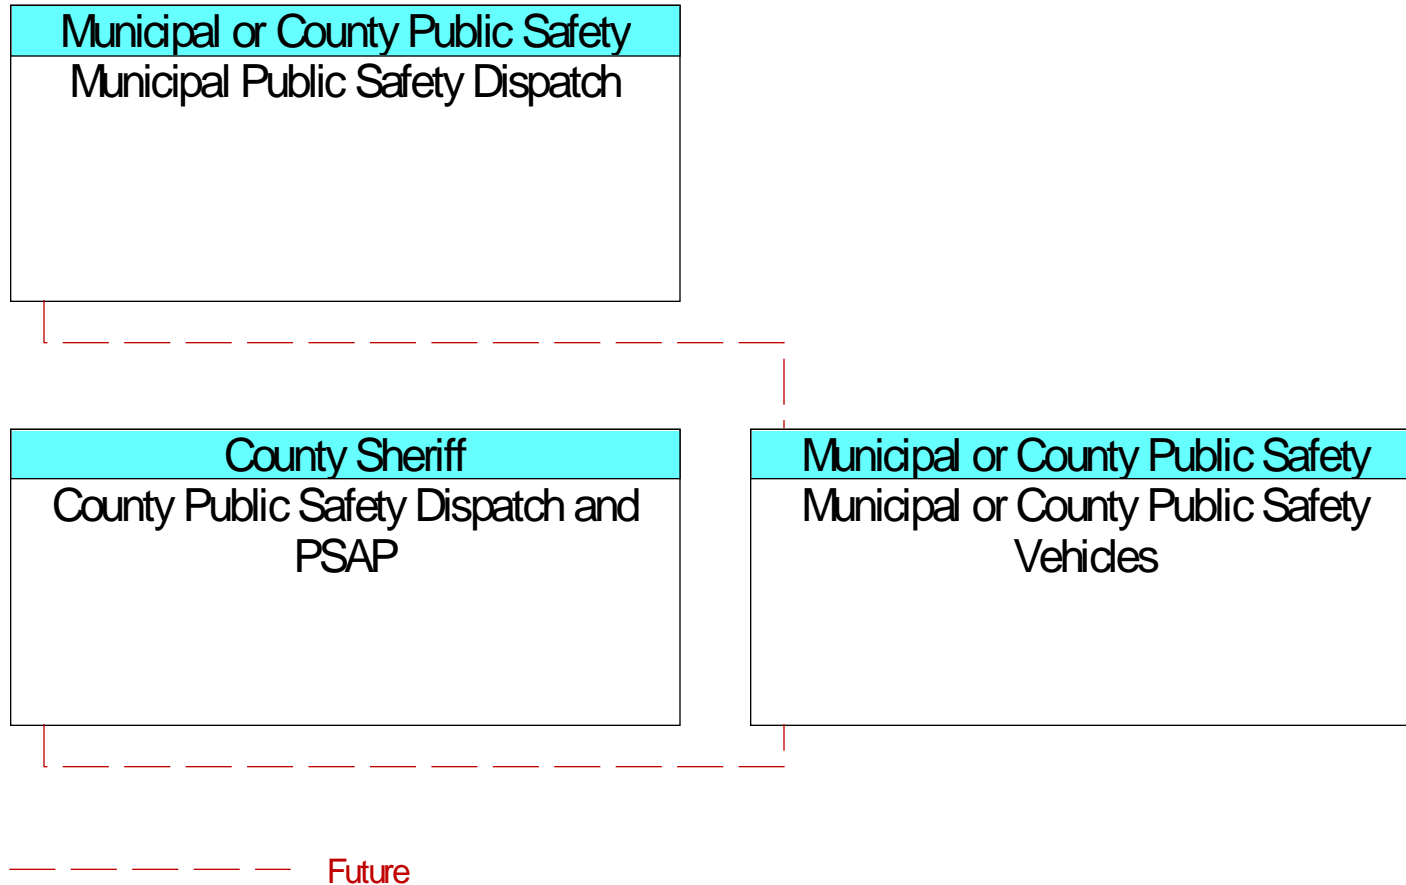 Municipal or County Public Safety
Municipal Public Safety Dispatch
County Sheriff
County Public Safety Dispatch and
PSAP
Municipal or County Public Safety
Municipal or County Public Safety
Vehicles
Future